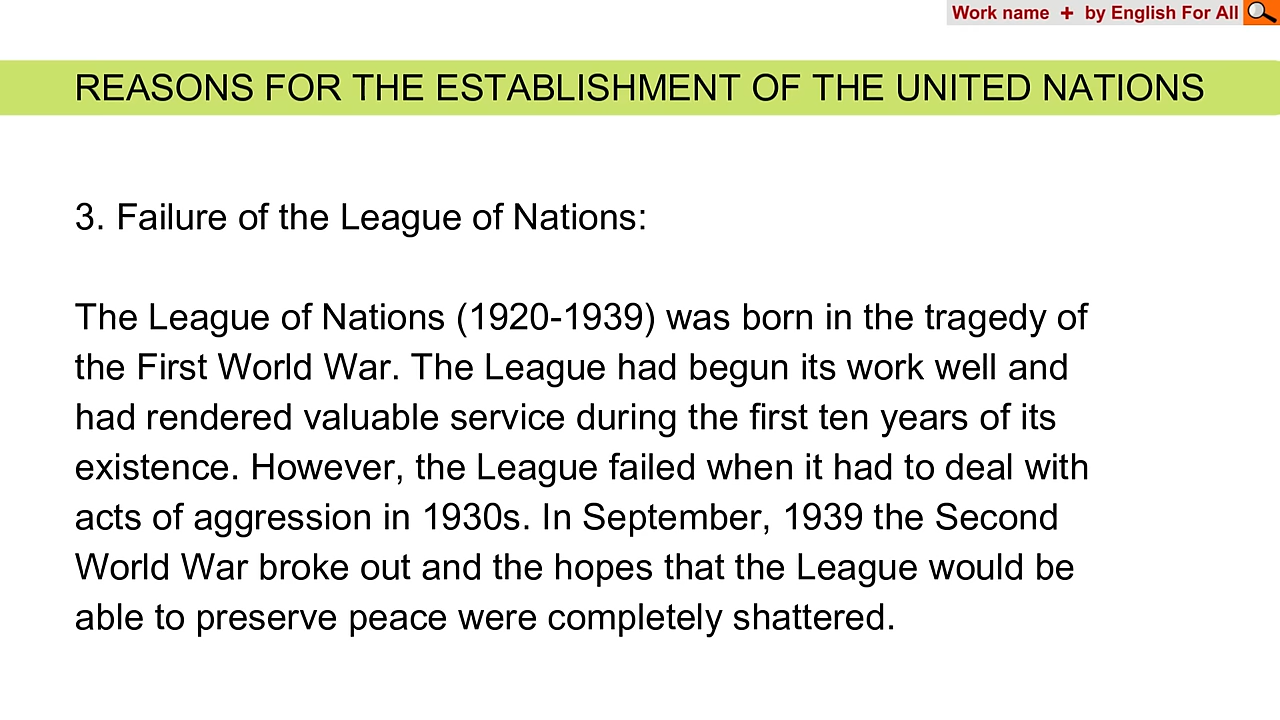 Work name + by English For All
REASONS FOR THE ESTABLISHMENT OF THE UNITED NATIONS
3. Failure of the League of Nations:
The League of Nations (1920-1939) was born in the tragedy of
the First World War. The League had begun its work well and
had rendered valuable service during the first ten years of its
existence. However, the League failed when it had to deal with
acts of aggression in 1930s. In September, 1939 the Second
World War broke out and the hopes that the League would be
able to preserve peace were completely shattered.